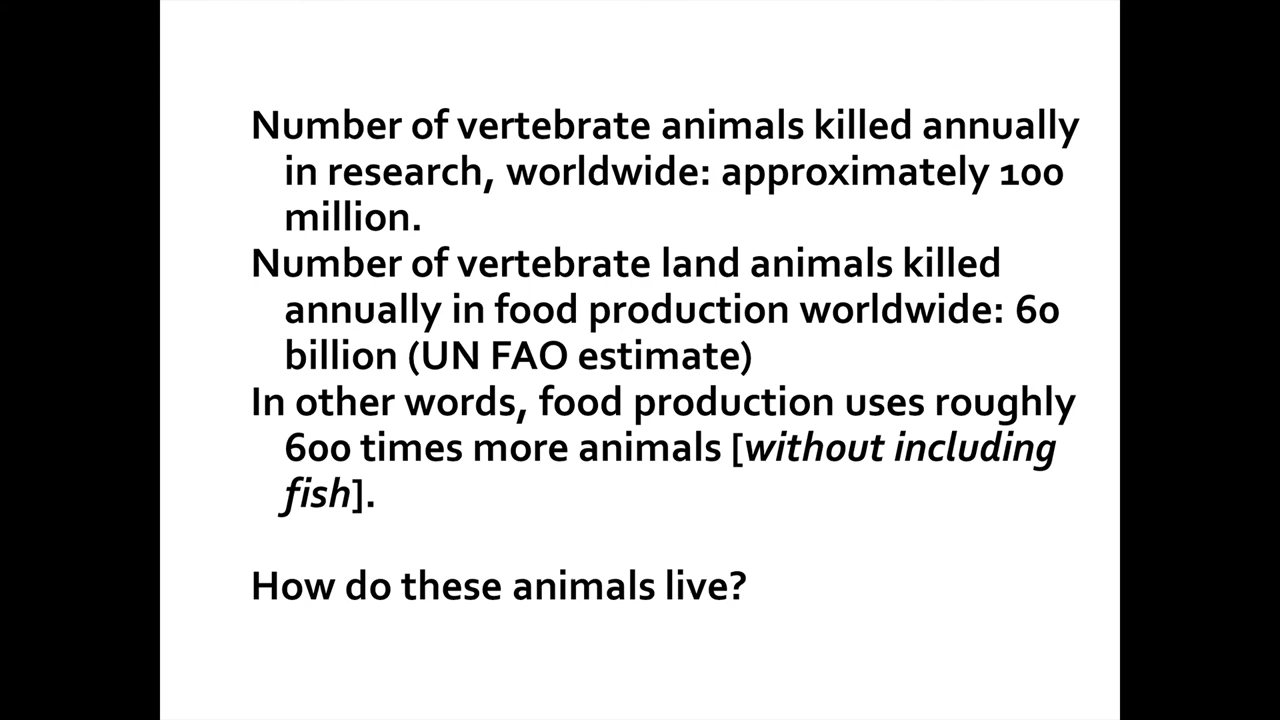 Number of vertebrate animals killed annually
in research, worldwide: approximately 100
million.
Number of vertebrate land animals killed
annually in food production worldwide: 60
billion (UN FAO estimate)
In other words, food production uses roughly
600 times more animals [without including
fish].
How do these animals live?